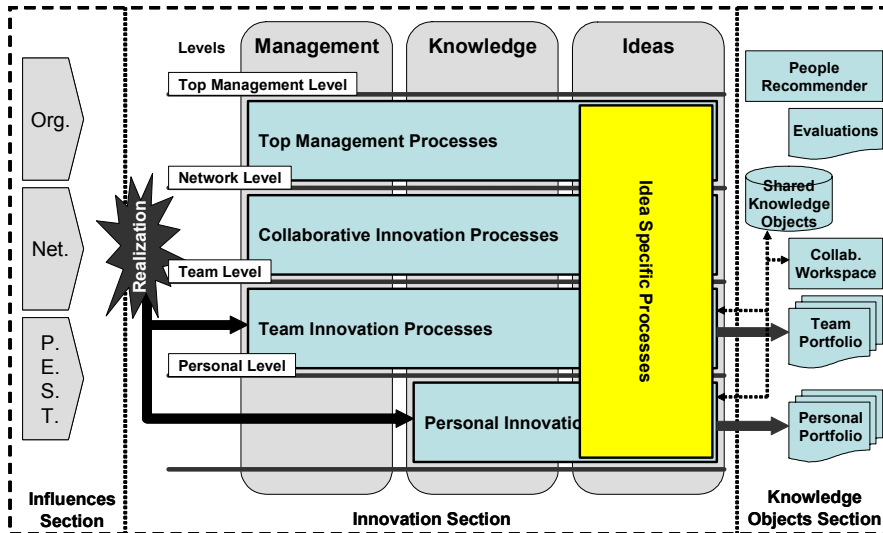 Levels
Management
Knowledge
Ideas
Top Management Level
Top Management Processes
Network Level
Collaborative Innovation Processes
Team Level
Team Innovation Processes
Personal Level
Personal Innovatio
Idea Specific Processes
Realization
Org.
Net.
P.
E.
S.
T.
People
Recommender
Evaluations
Shared
Knowledge
Objects
Collab.
Workspace
Team
Portfolio
Personal
Portfolio
Influences
Section
Innovation Section
Knowledge
Objects Section